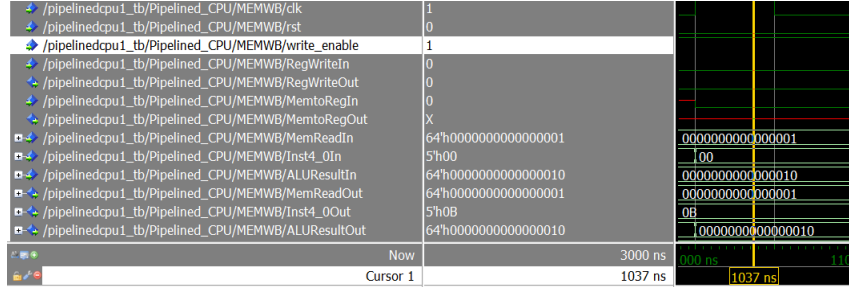 /pipelinedcpu1_tb/Pipelined_CPU/MEMWB/clk 1
/pipelinedcpu1_tb/Pipelined_CPU/MEMWB/rst 0
/pipelinedcpu1_tb/Pipelined_CPU/MEMWB/write_enable 1
/pipelinedcpu1_tb/Pipelined_CPU/MEMWB/RegWriteIn 0
/pipelinedcpu1_tb/Pipelined_CPU/MEMWB/RegWriteOut 0
/pipelinedcpu1_tb/Pipelined_CPU/MEMWB/MemtoRegIn 0
/pipelinedcpu1_tb/Pipelined_CPU/MEMWB/MemtoRegOut X
/pipelinedcpu1_tb/Pipelined_CPU/MEMWB/MemReadIn 64'h0000000000000001 0000000000000001
/pipelinedcpu1_tb/Pipelined_CPU/MEMWB/Inst4_0In 5'h00 00
/pipelinedcpu1_tb/Pipelined_CPU/MEMWB/ALUResultIn 64'h0000000000000010 0000000000000010
/pipelinedcpu1_tb/Pipelined_CPU/MEMWB/MemReadOut 64'h0000000000000001 0000000000000001
/pipelinedcpu1_tb/Pipelined_CPU/MEMWB/Inst4_0Out 5'h0B 0B
/pipelinedcpu1_tb/Pipelined_CPU/MEMWB/ALUResultOut 64'h0000000000000010 0000000000000010
Now 3000 ns 000 ns 110
Cursor 1 1037 ns 1037 ns